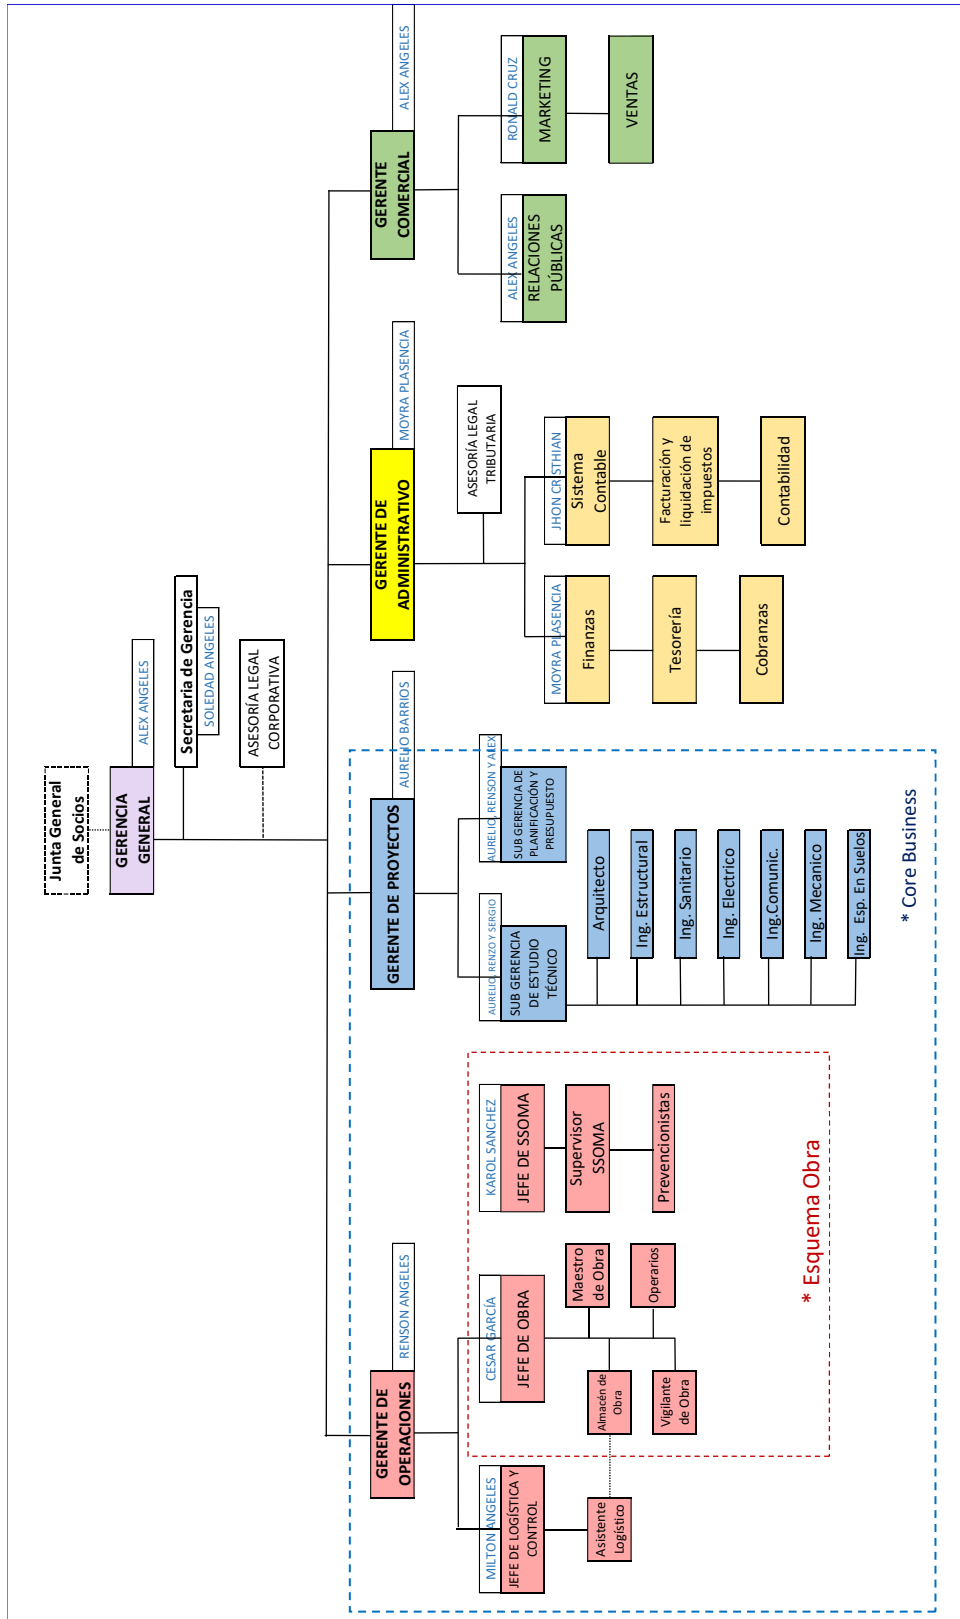 Junta General
de Socios
GERENCIA
GENERAL
ALEX ANGELES
Secretaria de Gerencia
SOLEDAD ANGELES
ASESORÍA LEGAL
CORPORATIVA
GERENTE DE
OPERACIONES
RENSON ANGELES
GERENTE DE PROYECTOS
AURELIO BARRIOS
GERENTE DE
ADMINISTRATIVO
MOYRA PLASENCIA
GERENTE
COMERCIAL
ALEX ANGELES
MILTON ANGELES
JEFE DE LOGÍSTICA Y
CONTROL
Asistente
Logístico
CESAR GARCÍA
JEFE DE OBRA
Maestro
de Obra
Operarios
Almacén de
Obra
Vigilante
de Obra
KAROL SANCHEZ
JEFE DE SSOMA
Supervisor
SSOMA
Prevencionistas
* Esquema Obra
AURELIO, RENZO Y SERGIO
SUB GERENCIA
DE ESTUDIO
TÉCNICO
Arquitecto
Ing. Estructural
Ing. Sanitario
Ing. Electrico
Ing.Comunic.
Ing. Mecanico
Ing. Esp. En Suelos
AURELIO, RENSON Y ALEX
SUB GERENCIA DE
PLANIFICACIÓN Y
PRESUPUESTO
* Core Business
ASESORÍA LEGAL
TRIBUTARIA
MOYRA PLASENCIA
Finanzas
Tesorería
Cobranzas
JHON CRISTHIAN
Sistema
Contable
Facturación y
liquidación de
impuestos
Contabilidad
ALEX ANGELES
RELACIONES
PÚBLICAS
RONALD CRUZ
MARKETING
VENTAS